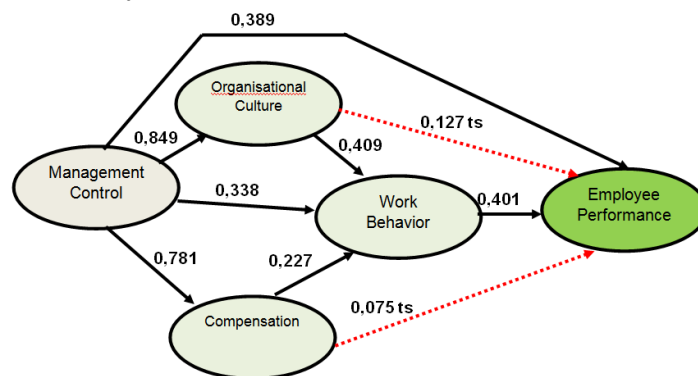 0,389
Organisational
Culture
0,127 ts
0,849
0,409
Management
Control
0,338
Work
Behavior
0,401
Employee
Performance
0,781
0,227
Compensation
0,075 ts